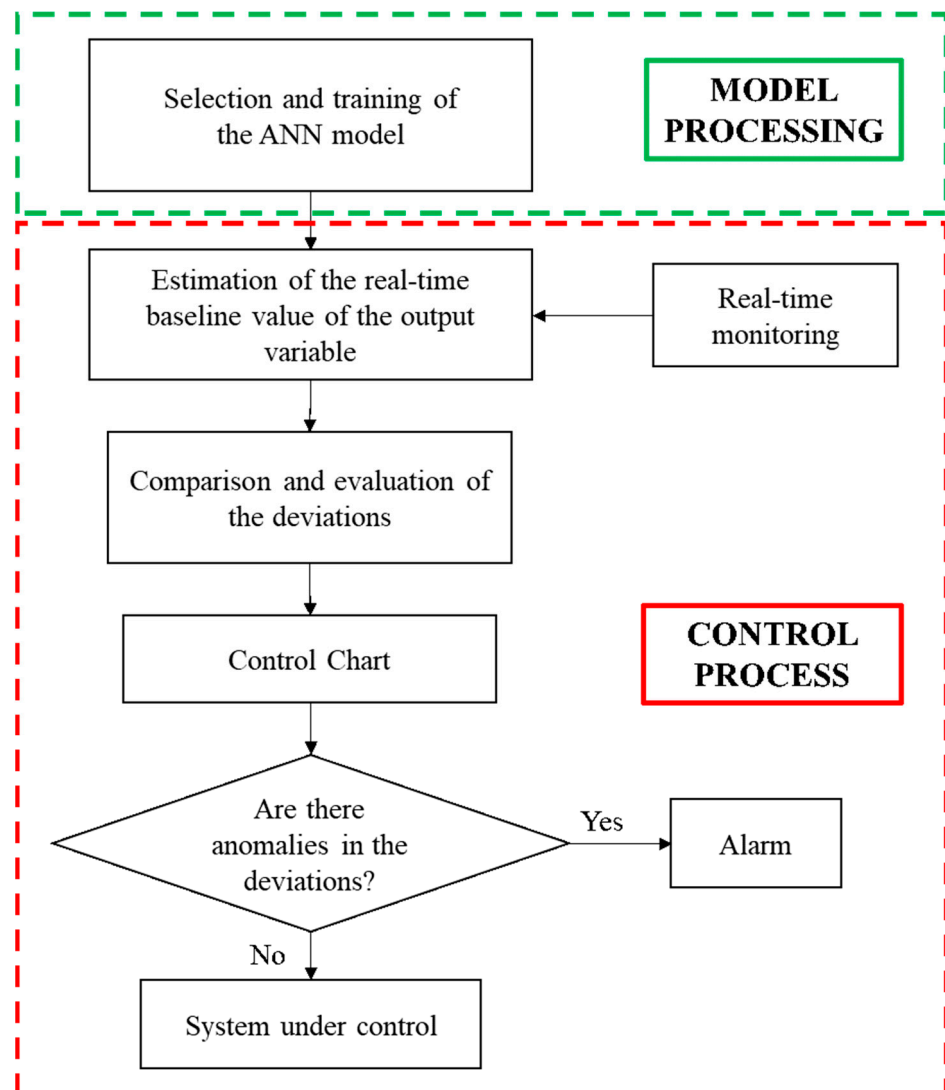 Selection and training of
the ANN model
MODEL
PROCESSING
Estimation of the real-time
baseline value of the output
variable
Real-time
monitoring
Comparison and evaluation of
the deviations
Control Chart
CONTROL
PROCESS
Are there
anomalies in the
deviations?
Yes
Alarm
No
System under control